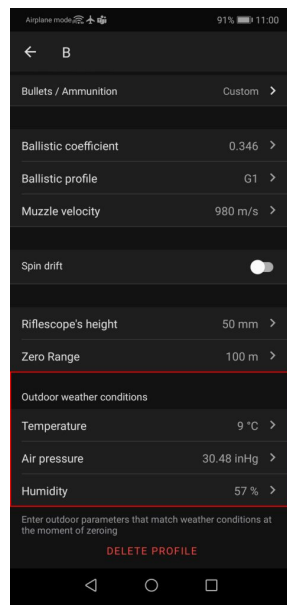 Airplane mode 91% 11:00
B
Bullets / Ammunition Custom
Ballistic coefficient 0.346
Ballistic profile G1
Muzzle velocity 980 m/s
Spin drift
Riflescope's height 50 mm
Zero Range 100 m
Outdoor weather conditions
Temperature 9 °C
Air pressure 30.48 inHg
Humidity 57 %
Enter outdoor parameters that match weather conditions at
the moment of zeroing
DELETE PROFILE